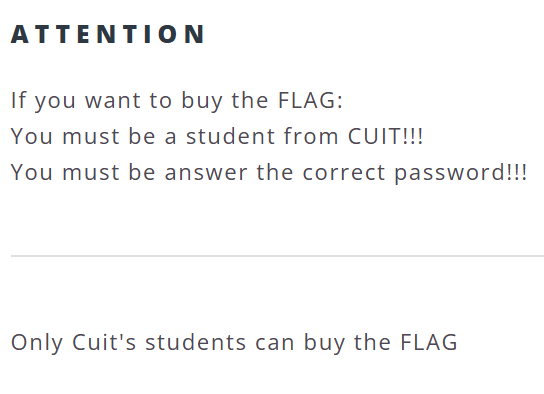 ATTENTION
If you want to buy the FLAG:
You must be a student from CUIT!!!
You must be answer the correct password!!!
Only Cuit's students can buy the FLAG